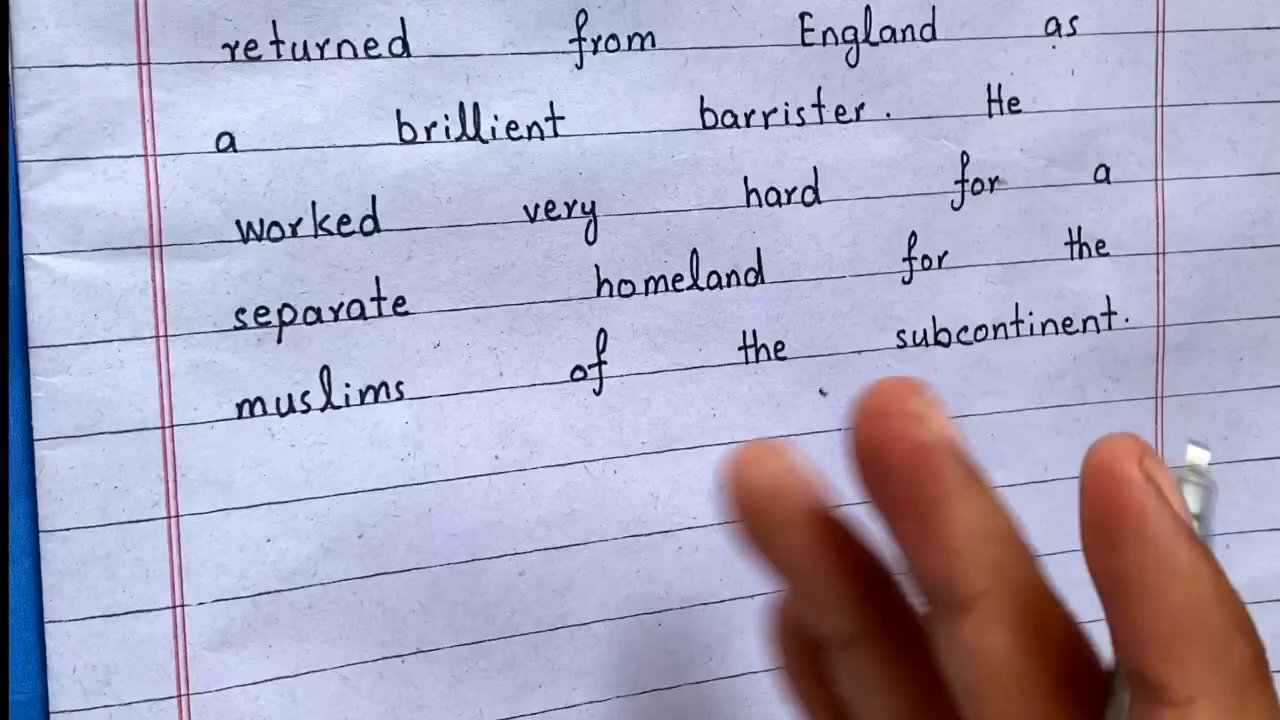 returned from England as
a brillient barrister. He
worked very hard for a
separate homeland for the
muslims of the subcontinent.